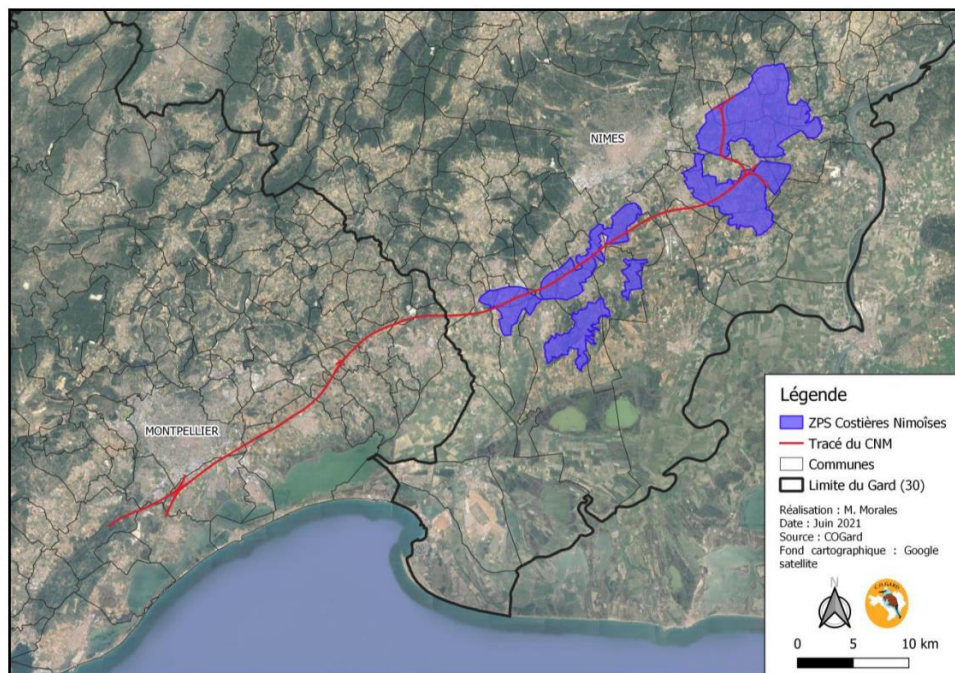 NIMES
MONTPELLIER
Légende
ZPS Costières Nimoîses
Tracé du CNM
Communes
Limite du Gard (30)
Réalisation : M. Morales
Date : Juin 2021
Source : COGard
Fond cartographique : Google
satellite
N
COGard
0 5 10 km